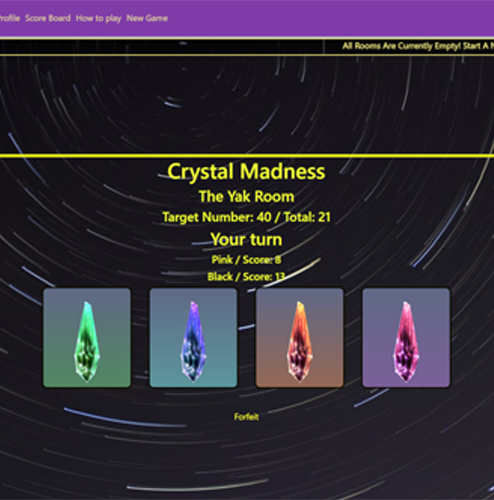 Profile Score Board How to play New Game
All Rooms Are Currently Empty! Start A
Crystal Madness
The Yak Room
Target Number: 40 / Total: 21
Your turn
Pink / Score: 8
Black / Score: 13
Forfeit